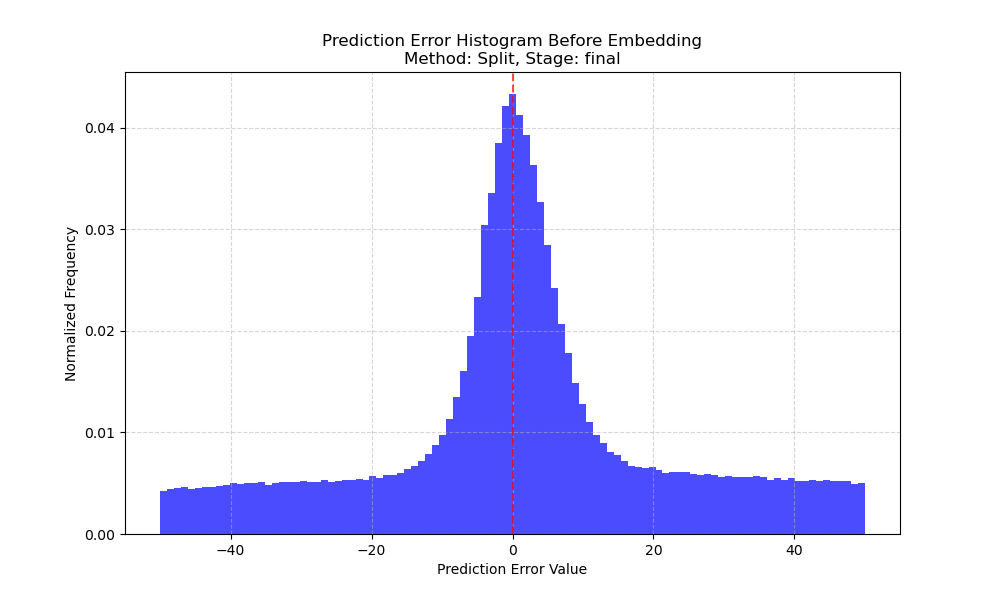 Prediction Error Histogram Before Embedding
Method: Split, Stage: final
Normalized Frequency
0.04
0.03
0.02
0.01
0.00
−40
−20
0
20
40
Prediction Error Value